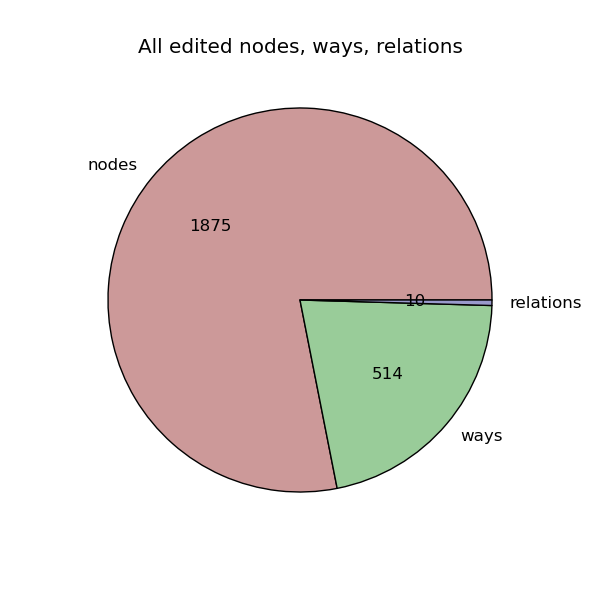 All edited nodes, ways, relations
nodes
1875
10
relations
514
ways